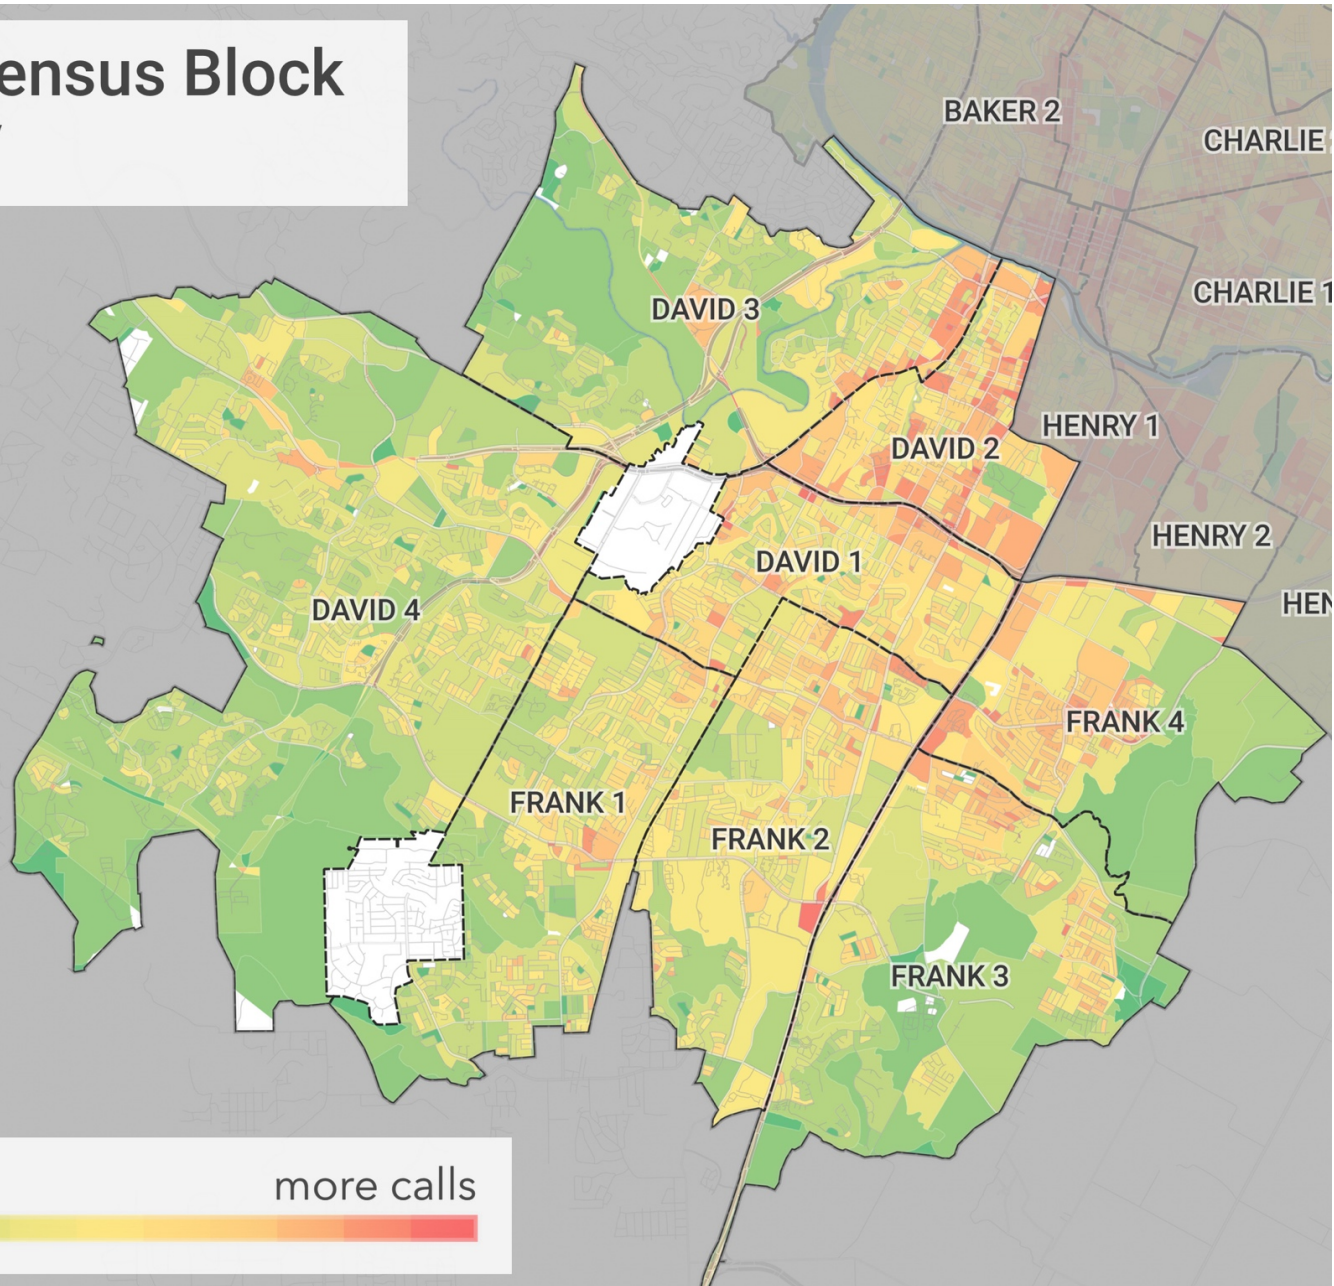 ensus Block
BAKER 2
CHARLIE
CHARLIE 1
DAVID 3
HENRY 1
DAVID 2
HENRY 2
DAVID 1
HEN
DAVID 4
FRANK 4
FRANK 1
FRANK 2
FRANK 3
more calls